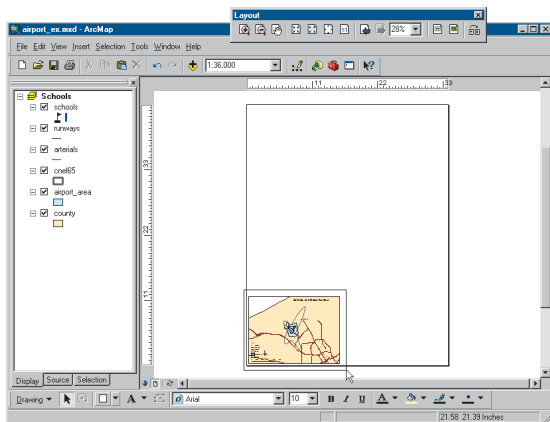 Layout
28%
airport_ex.mxd - ArcMap
File Edit View Insert Selection Tools Window Help
1:36,000
11 22 33
Schools
schools
runways
arterials
cnel65
airport_area
county
33
22
11
Display Source Selection
Drawing A Arial 10 B I U A
21.58 21.39 Inches